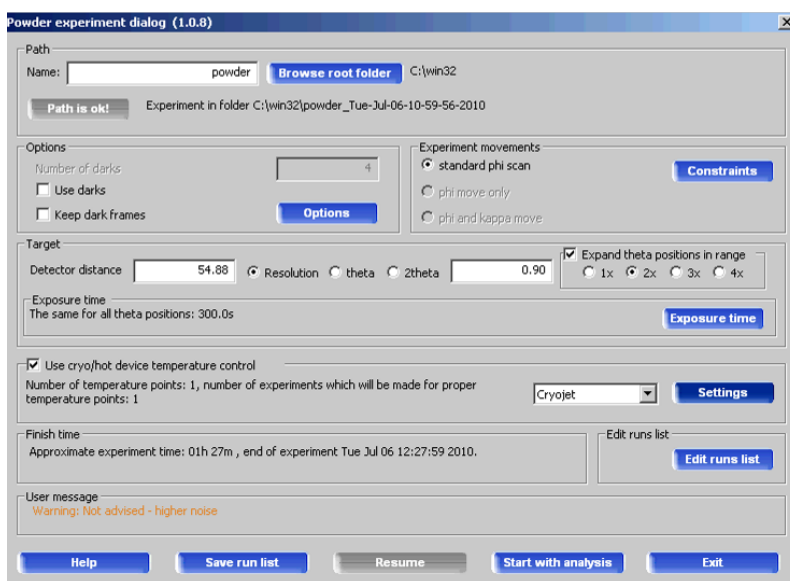 Powder experiment dialog (1.0.8)
Path
Name: powder Browse root folder C:\win32
Path is ok! Experiment in folder C:\win32\powder_Tue-Jul-06-10-59-56-2010
Options
Number of darks 4
Use darks
Keep dark frames Options
Experiment movements
standard phi scan Constraints
phi move only
phi and kappa move
Target
Detector distance 54.88 Resolution theta 2theta 0.90
Expand theta positions in range
1x 2x 3x 4x
Exposure time
The same for all theta positions: 300.0s Exposure time
Use cryo/hot device temperature control
Number of temperature points: 1, number of experiments which will be made for proper
temperature points: 1
Cryojet Settings
Finish time
Approximate experiment time: 01h 27m , end of experiment Tue Jul 06 12:27:59 2010.
Edit runs list
Edit runs list
User message
Warning: Not advised - higher noise
Help Save run list Resume Start with analysis Exit